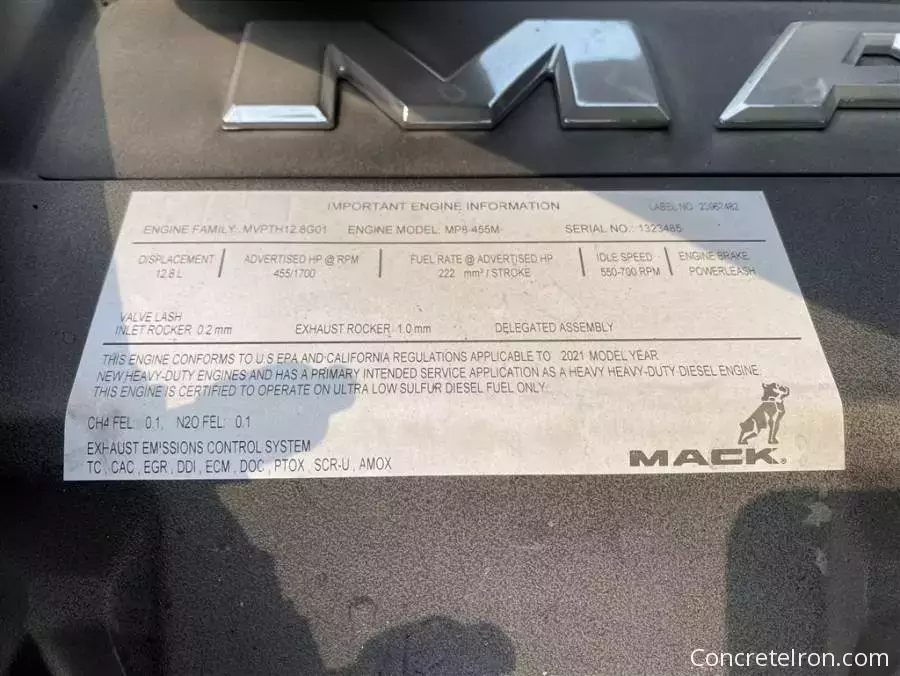 MA
IMPORTANT ENGINE INFORMATION LABEL NO. 23967482
ENGINE FAMILY: MVPTH12.8G01 ENGINE MODEL: MP8-455M SERIAL NO.: 1323485
DISPLACEMENT ADVERTISED HP @ RPM FUEL RATE @ ADVERTISED HP IDLE SPEED ENGINE BRAKE
12.8 L 455/1700 222 mm³ / STROKE 550-700 RPM POWERLEASH
VALVE LASH
INLET ROCKER 0.2 mm EXHAUST ROCKER 1.0 mm DELEGATED ASSEMBLY
THIS ENGINE CONFORMS TO U.S EPA AND CALIFORNIA REGULATIONS APPLICABLE TO 2021 MODEL YEAR
NEW HEAVY-DUTY ENGINES AND HAS A PRIMARY INTENDED SERVICE APPLICATION AS A HEAVY HEAVY-DUTY DIESEL ENGINE.
THIS ENGINE IS CERTIFIED TO OPERATE ON ULTRA LOW SULFUR DIESEL FUEL ONLY.
CH4 FEL: 0.1, N2O FEL: 0.1
EXHAUST EMISSIONS CONTROL SYSTEM
TC , CAC , EGR , DDI , ECM , DOC , PTOX , SCR-U , AMOX
MACK®
ConcreteIron.com